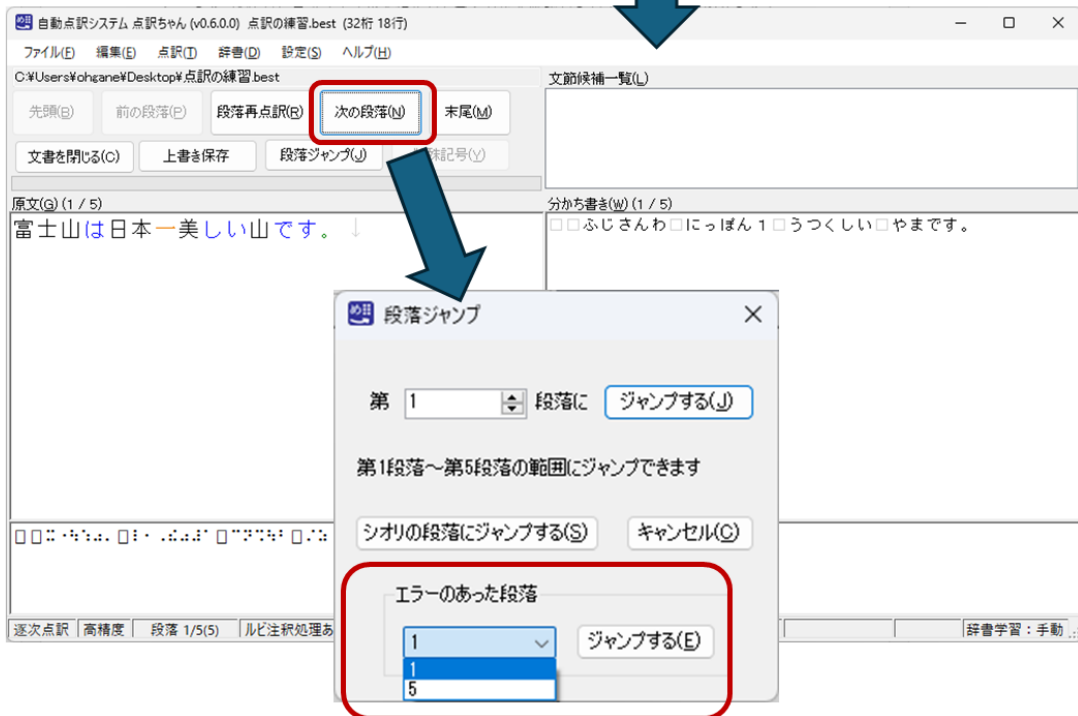 自動点訳システム 点訳ちゃん (v0.6.0.0) 点訳の練習.best (32桁 18行)
ファイル(F) 編集(E) 点訳(T) 辞書(D) 設定(S) ヘルプ(H)
C:¥Users¥ohgane¥Desktop¥点訳の練習.best
文節候補一覧(L)
先頭(B) 前の段落(P) 段落再点訳(R) 次の段落(N) 末尾(M)
文書を閉じる(C) 上書き保存 段落ジャンプ(J) 記号(Y)
原文(G) (1 / 5)
分かち書き(W) (1 / 5)
富士山は日本一美しい山です。↓
□□ふじさんわ□にっぽん1□うつくしい□やまです。
段落ジャンプ
第 1 段落に ジャンプする(J)
第1段落~第5段落の範囲にジャンプできます
シオリの段落にジャンプする(S) キャンセル(C)
エラーのあった段落
1 ジャンプする(E)
1
5
逐次点訳 高精度 段落 1/5(5) ルビ注釈処理あ 辞書学習:手動